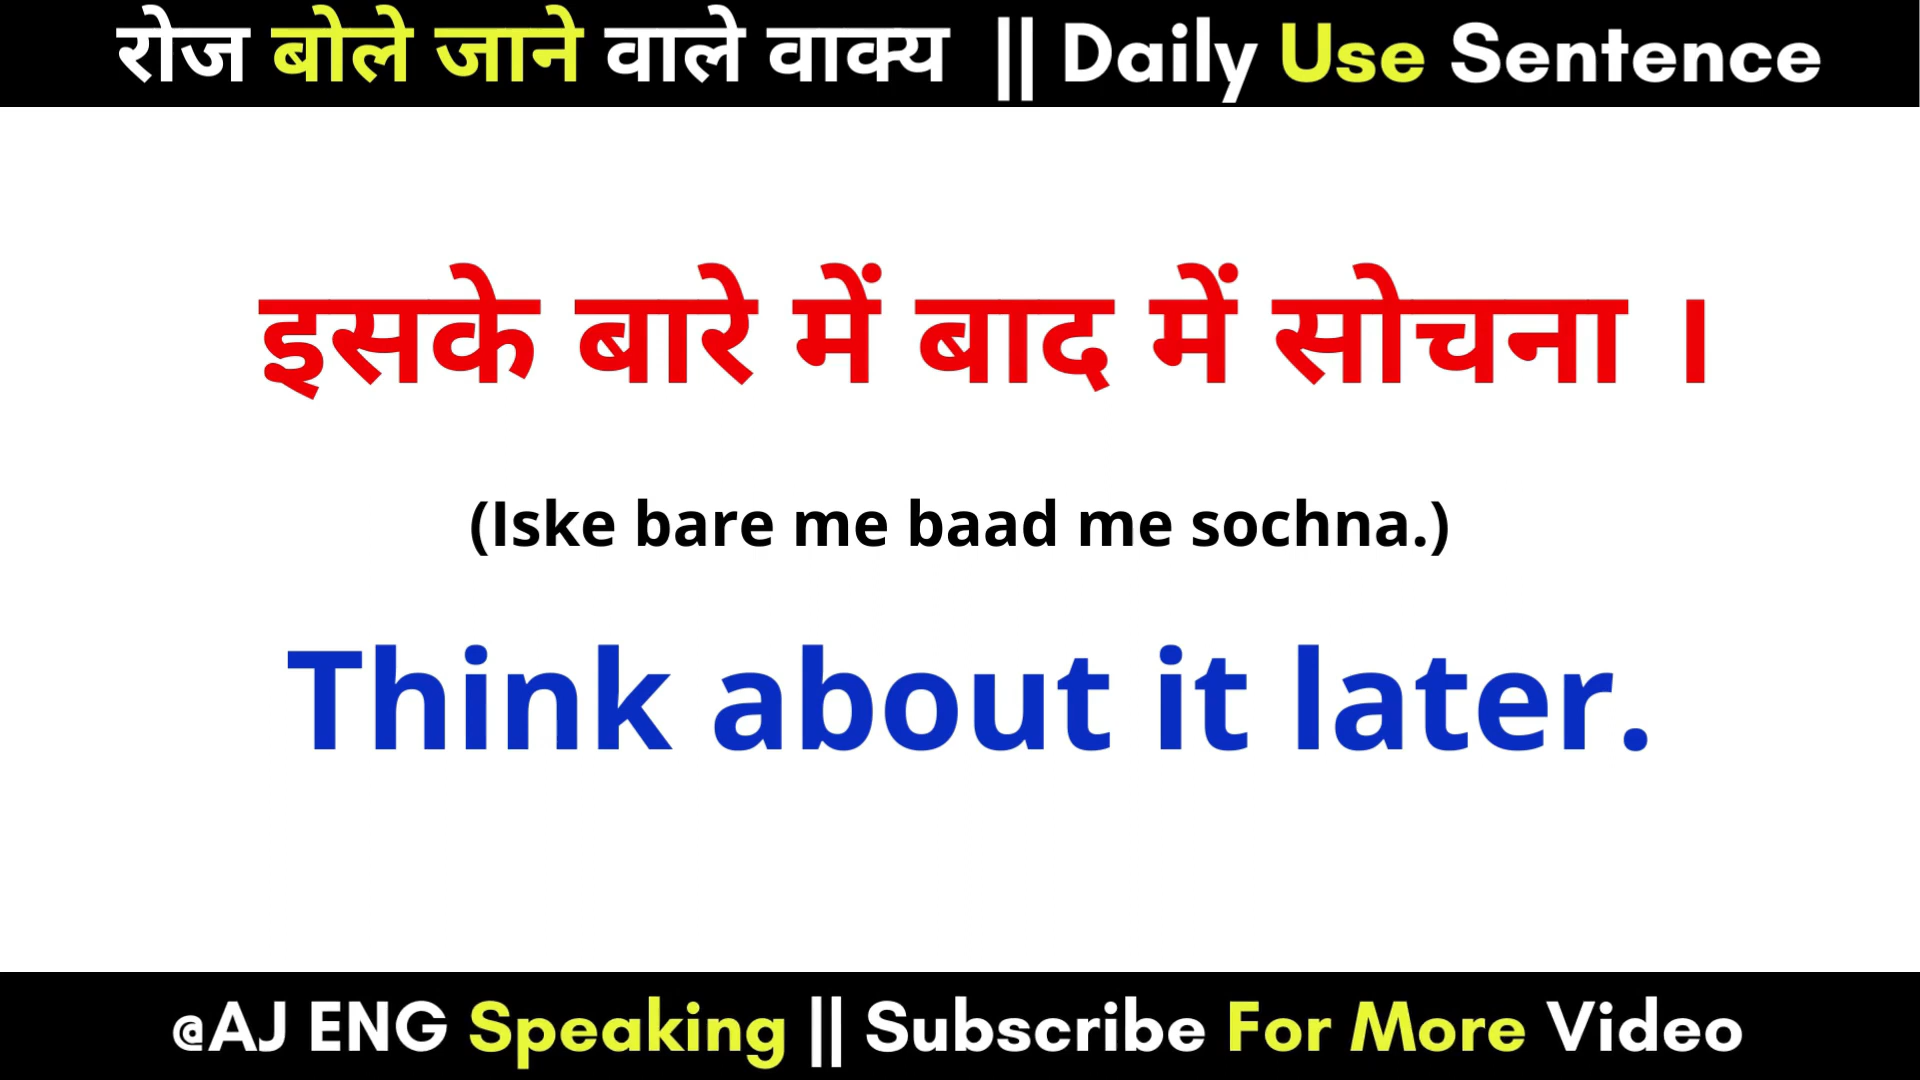 रोज बोले जाने वाले वाक्य || Daily Use Sentence
इसके बारे में बाद में सोचना ।
(Iske bare me baad me sochna.)
Think about it later.
@AJ ENG Speaking || Subscribe For More Video